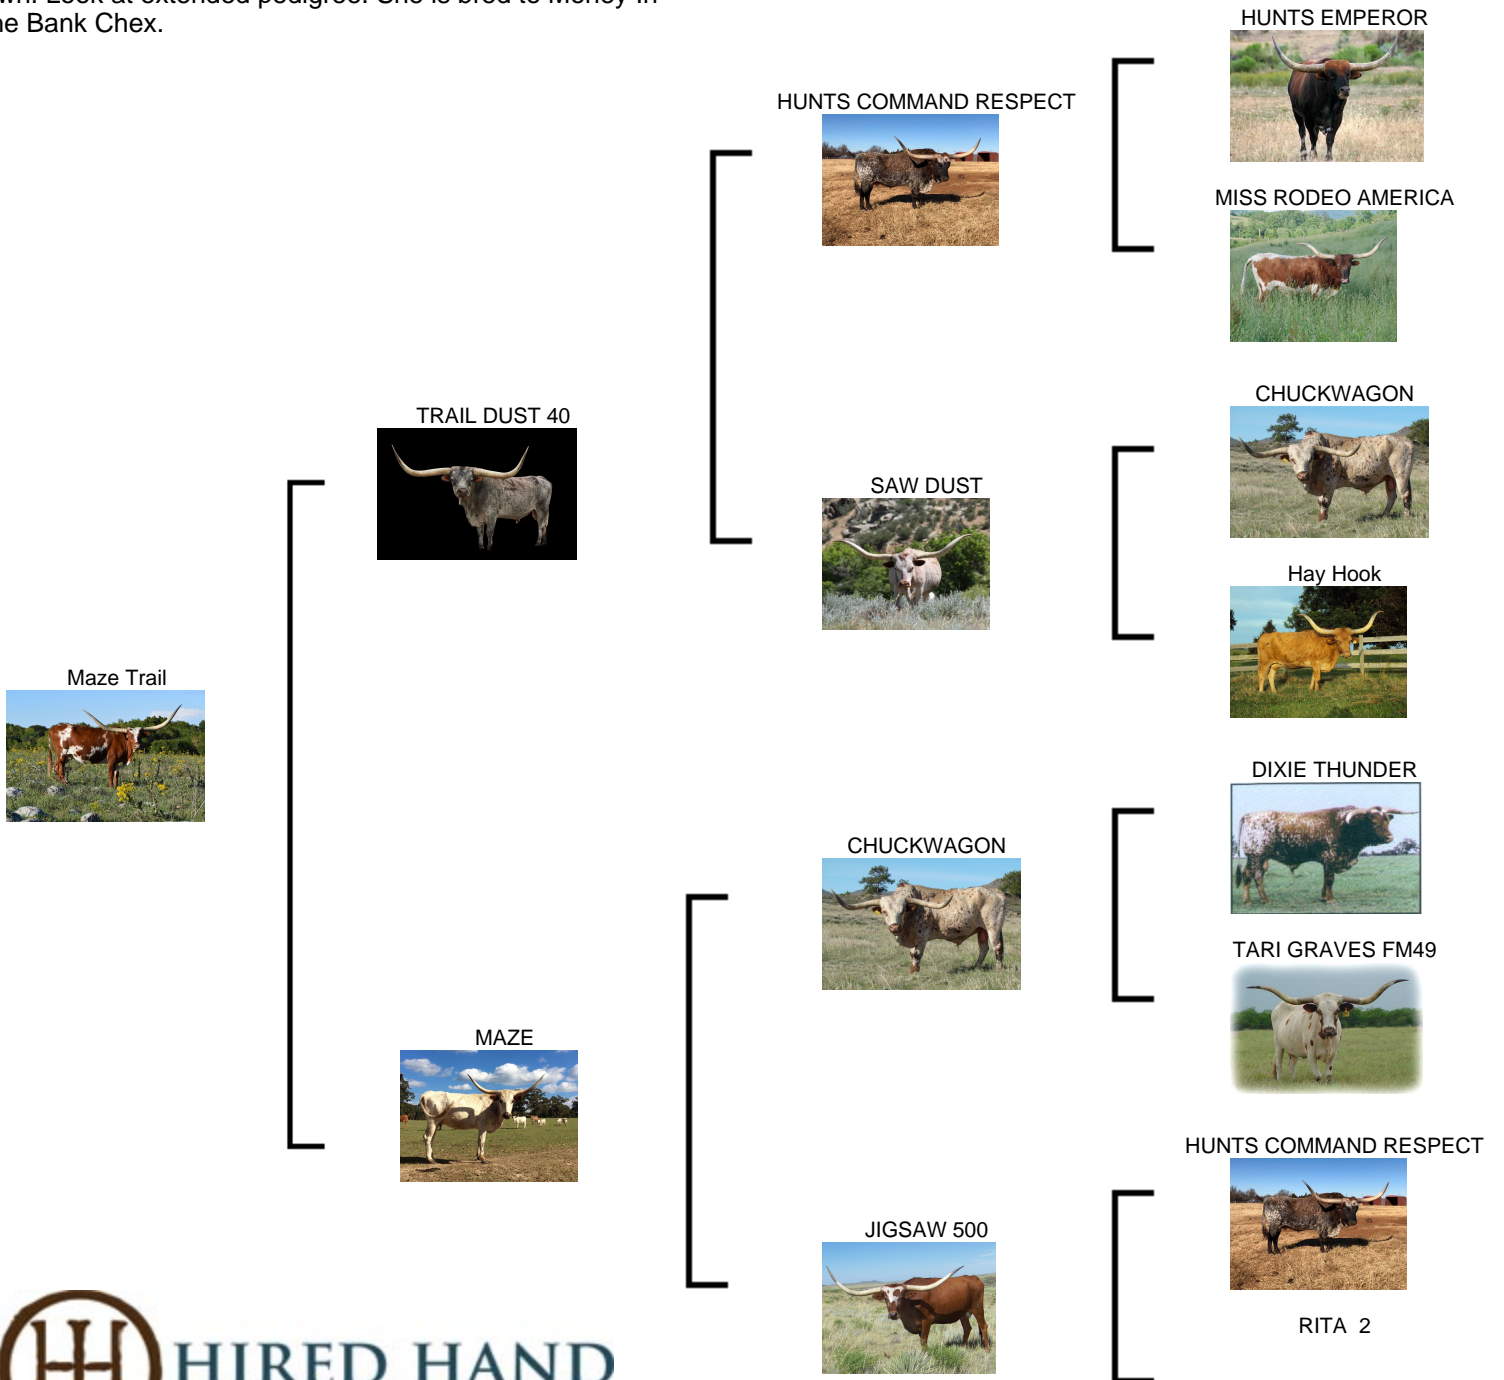 the Bank Chex.
HUNTS EMPEROR
HUNTS COMMAND RESPECT
MISS RODEO AMERICA
TRAIL DUST 40
CHUCKWAGON
SAW DUST
Hay Hook
Maze Trail
DIXIE THUNDER
CHUCKWAGON
TARI GRAVES FM49
MAZE
HUNTS COMMAND RESPECT
JIGSAW 500
RITA 2
HIRED HAND